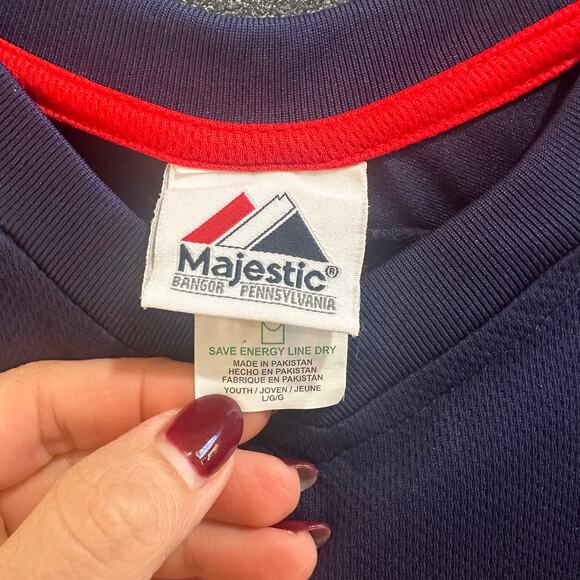 Majestic®
BANGOR PENNSYLVANIA
SAVE ENERGY LINE DRY
MADE IN PAKISTAN
HECHO EN PAKISTAN
FABRIQUE EN PAKISTAN
YOUTH / JOVEN / JEUNE
L/G/G